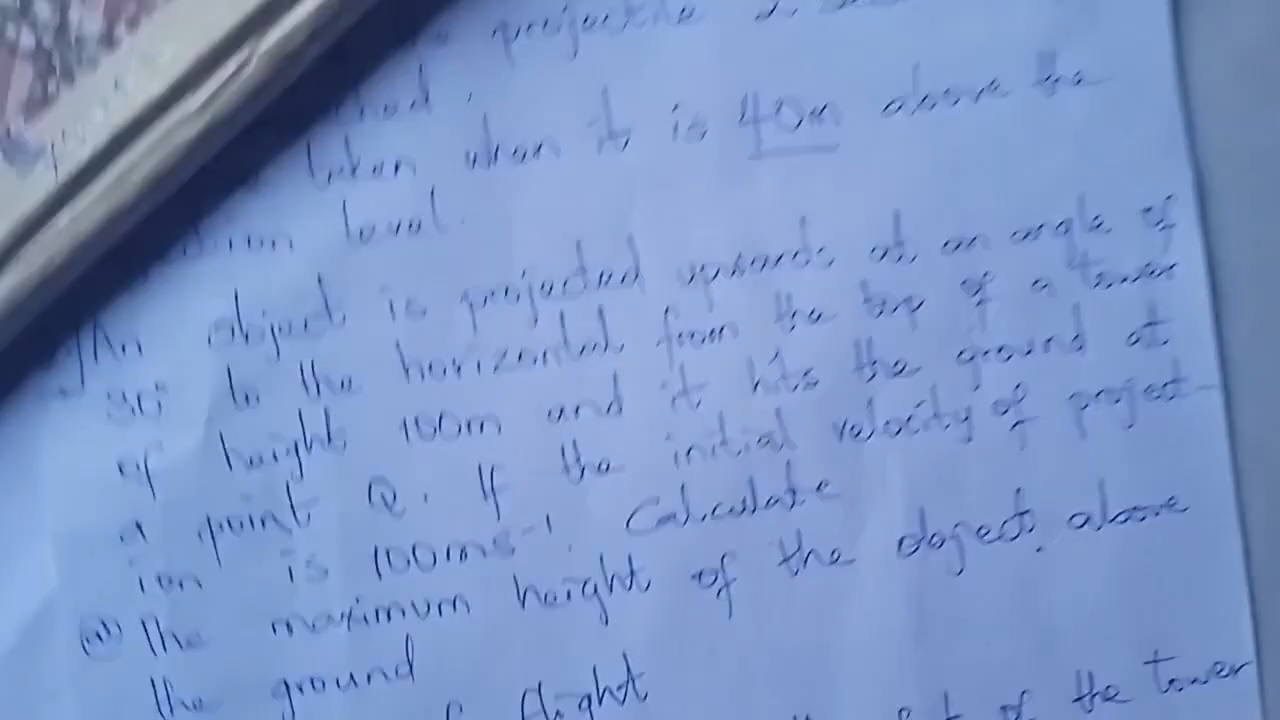 projectile
taken when it is 40m above the
level.
An object is projected upwards at an angle of
30° to the horizontal from the top of a tower
of height 100m and it hits the ground at
a point Q. If the initial velocity of project-
ion is 100ms⁻¹. Calculate
(a) The maximum height of the object above
the ground
flight
of the tower